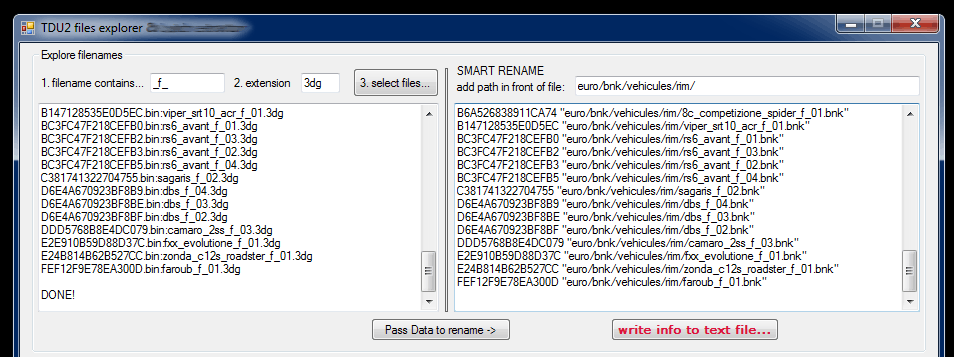 TDU2 files explorer
Explore filenames
1. filename contains... _f_ 2. extension 3dg 3. select files...
SMART RENAME
add path in front of file: euro/bnk/vehicules/rim/
B147128535E0D5EC.bin:viper_srt10_acr_f_01.3dg
BC3FC47F218CEFB0.bin:rs6_avant_f_01.3dg
BC3FC47F218CEFB2.bin:rs6_avant_f_03.3dg
BC3FC47F218CEFB3.bin:rs6_avant_f_02.3dg
BC3FC47F218CEFB5.bin:rs6_avant_f_04.3dg
C381741322704755.bin:sagaris_f_02.3dg
D6E4A670923BF8B9.bin:dbs_f_04.3dg
D6E4A670923BF8BE.bin:dbs_f_03.3dg
D6E4A670923BF8BF.bin:dbs_f_02.3dg
DDD5768B8E4DC079.bin:camaro_2ss_f_03.3dg
E2E910B59D88D37C.bin:fxx_evolutione_f_01.3dg
E24B814B62B527CC.bin:zonda_c12s_roadster_f_01.3dg
FEF12F9E78EA300D.bin:faroub_f_01.3dg
DONE!
B6A526838911CA74 "euro/bnk/vehicules/rim/8c_competizione_spider_f_01.bnk"
B147128535E0D5EC "euro/bnk/vehicules/rim/viper_srt10_acr_f_01.bnk"
BC3FC47F218CEFB0 "euro/bnk/vehicules/rim/rs6_avant_f_01.bnk"
BC3FC47F218CEFB2 "euro/bnk/vehicules/rim/rs6_avant_f_03.bnk"
BC3FC47F218CEFB3 "euro/bnk/vehicules/rim/rs6_avant_f_02.bnk"
BC3FC47F218CEFB5 "euro/bnk/vehicules/rim/rs6_avant_f_04.bnk"
C381741322704755 "euro/bnk/vehicules/rim/sagaris_f_02.bnk"
D6E4A670923BF8B9 "euro/bnk/vehicules/rim/dbs_f_04.bnk"
D6E4A670923BF8BE "euro/bnk/vehicules/rim/dbs_f_03.bnk"
D6E4A670923BF8BF "euro/bnk/vehicules/rim/dbs_f_02.bnk"
DDD5768B8E4DC079 "euro/bnk/vehicules/rim/camaro_2ss_f_03.bnk"
E2E910B59D88D37C "euro/bnk/vehicules/rim/fxx_evolutione_f_01.bnk"
E24B814B62B527CC "euro/bnk/vehicules/rim/zonda_c12s_roadster_f_01.bnk"
FEF12F9E78EA300D "euro/bnk/vehicules/rim/faroub_f_01.bnk"
Pass Data to rename -> write info to text file...